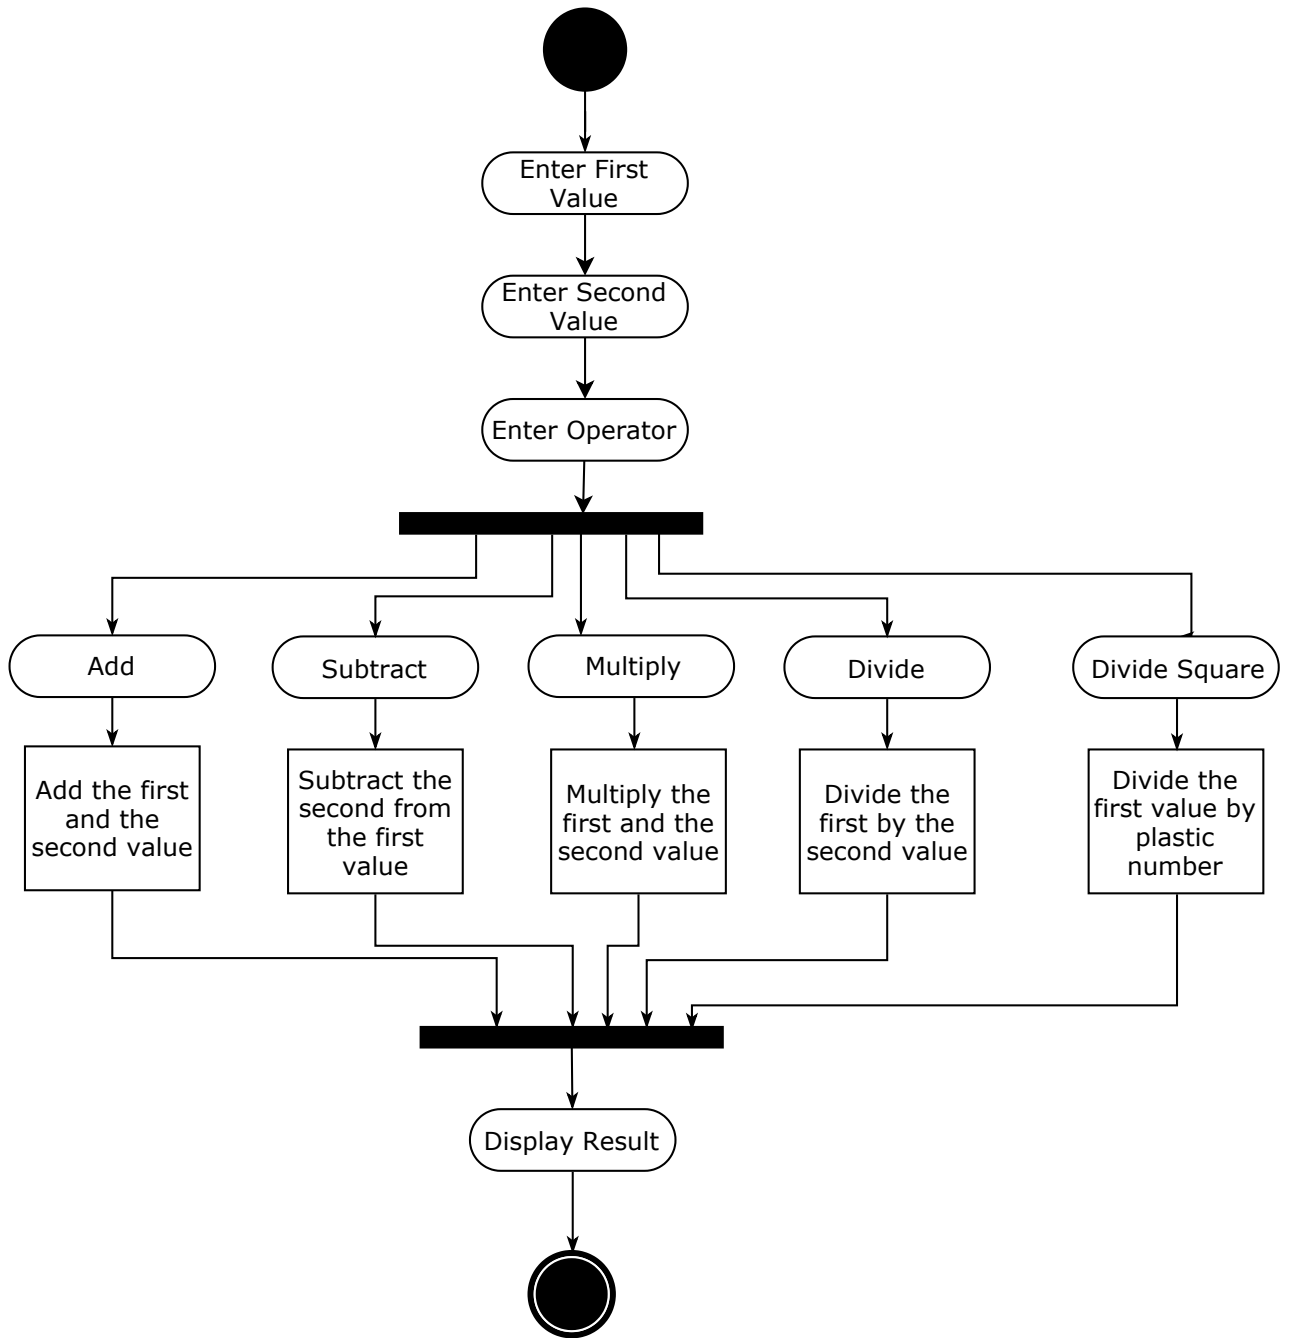 Enter First
Value
Enter Second
Value
Enter Operator
Add
Subtract
Multiply
Divide
Divide Square
Add the first
and the
second value
Subtract the
second from
the first
value
Multiply the
first and the
second value
Divide the
first by the
second value
Divide the
first value by
plastic
number
Display Result